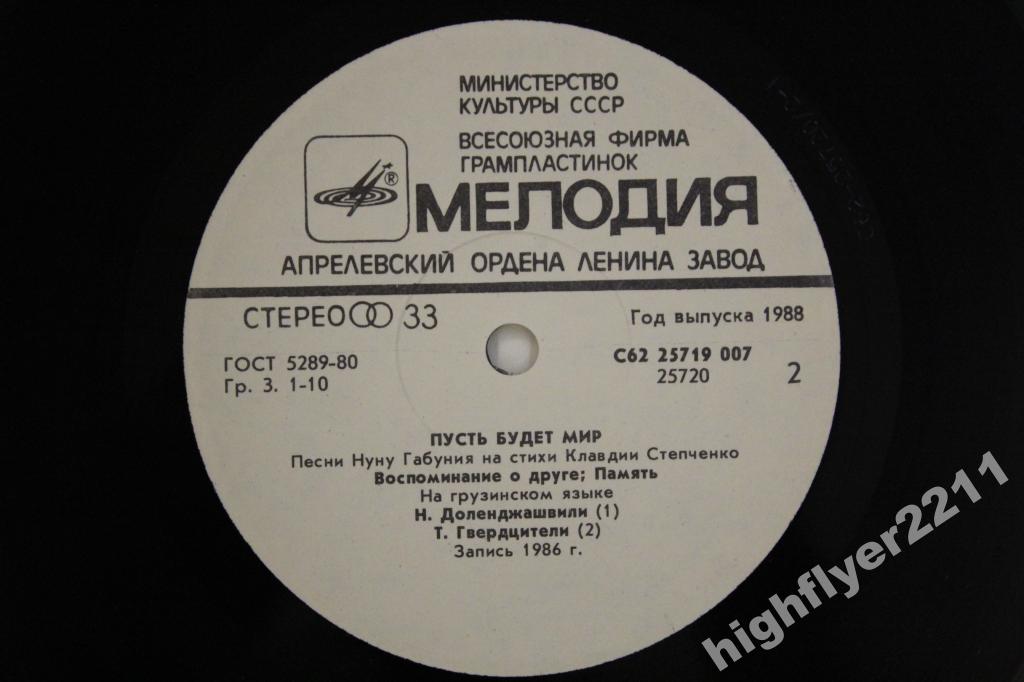 МИНИСТЕРСТВО
КУЛЬТУРЫ СССР
ВСЕСОЮЗНАЯ ФИРМА
ГРАМПЛАСТИНОК
®
МЕЛОДИЯ
АПРЕЛЕВСКИЙ ОРДЕНА ЛЕНИНА ЗАВОД
СТЕРЕО 33
Год выпуска 1988
ГОСТ 5289-80
Гр. 3. 1-10
С62 25719 007
25720
2
ПУСТЬ БУДЕТ МИР
Песни Нуну Габуния на стихи Клавдии Степченко
Воспоминание о друге; Память
На грузинском языке
Н. Доленджашвили (1)
Т. Гвердцители (2)
Запись 1986 г.
highflyer2211